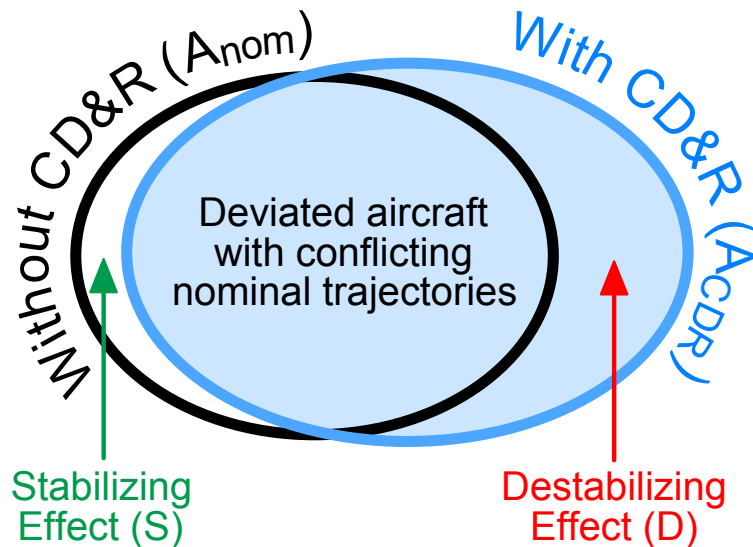 Without CD&R (Anom)
With CD&R (ACDR)
Deviated aircraft
with conflicting
nominal trajectories
Stabilizing
Effect (S)
Destabilizing
Effect (D)